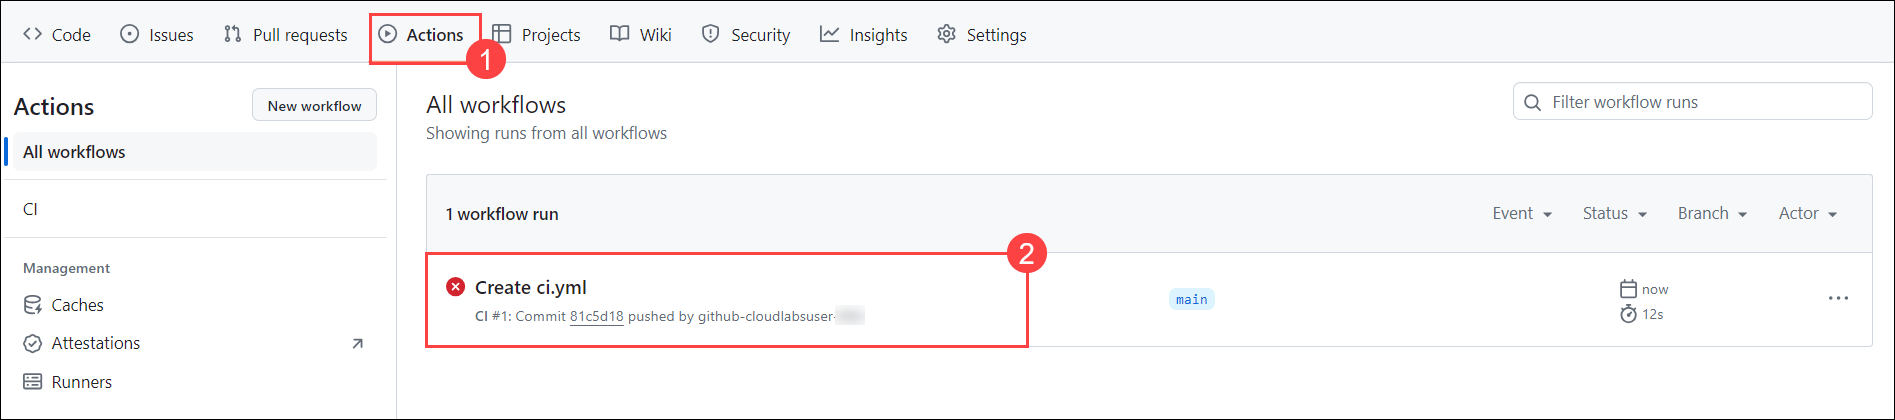 Code Issues Pull requests Actions Projects Wiki Security Insights Settings
1
Actions New workflow
All workflows
CI
Management
Caches
Attestations
Runners
All workflows
Showing runs from all workflows
Filter workflow runs
1 workflow run Event Status Branch Actor
2
Create ci.yml
CI #1: Commit 81c5d18 pushed by github-cloudlabsuser-
main
now
12s